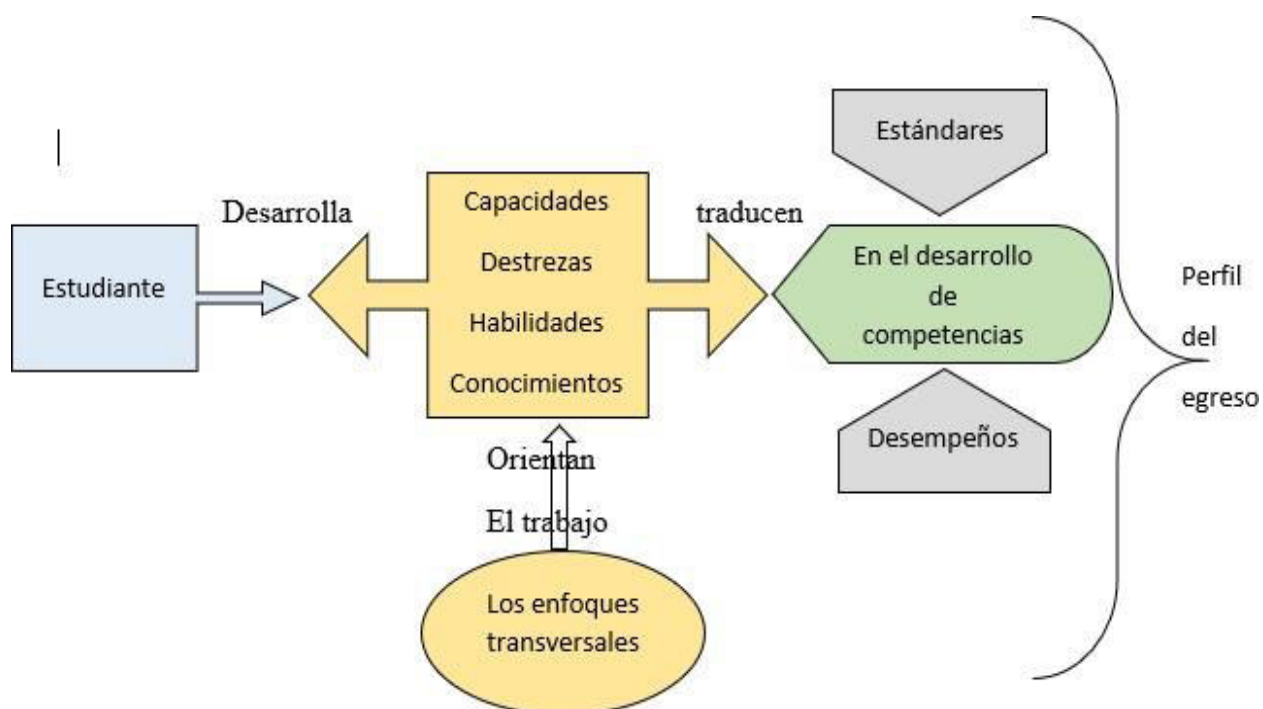 Estudiante
Desarrolla
Capacidades
Destrezas
Habilidades
Conocimientos
Orientan
El trabajo
Los enfoques
transversales
traducen
Estándares
En el desarrollo
de
competencias
Desempeños
Perfil
del
egreso